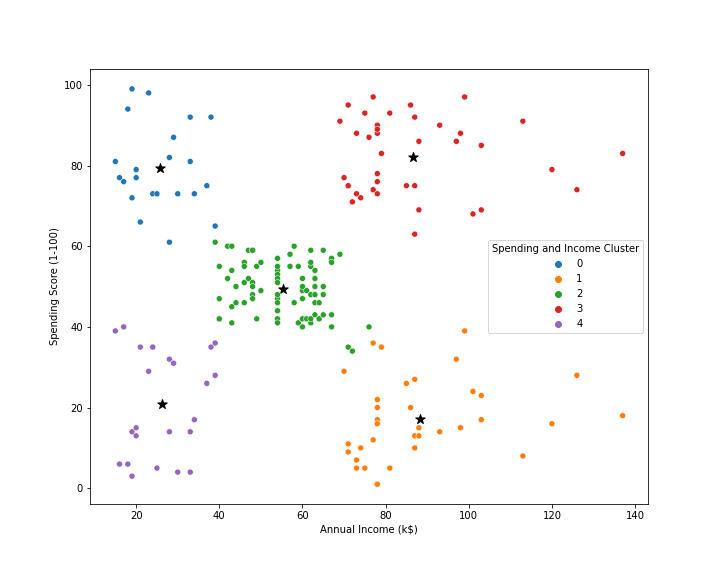 100
80
60
40
20
0
Spending Score (1-100)
Spending and Income Cluster
0
1
2
3
4
20 40 60 80 100 120 140
Annual Income (k$)